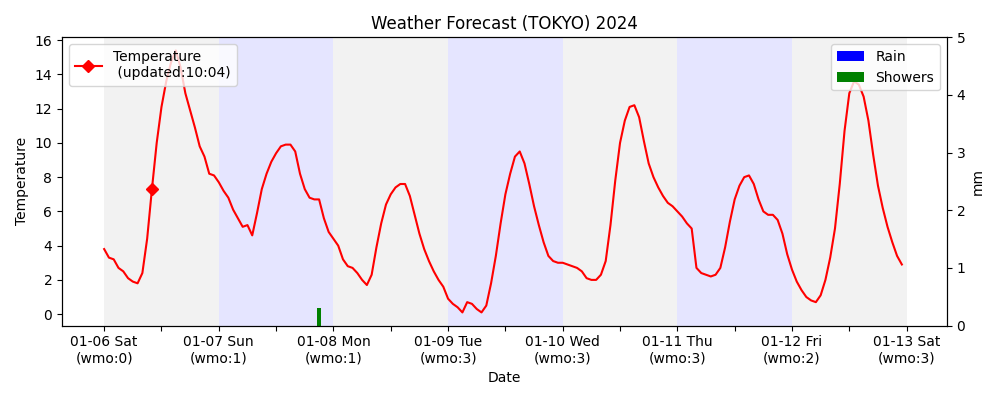 Weather Forecast (TOKYO) 2024
Temperature
(updated:10:04)
Rain
Showers
16
14
12
10
8
6
4
2
0
Temperature
5
4
3
2
1
0
mm
01-06 Sat
(wmo:0)
01-07 Sun
(wmo:1)
01-08 Mon
(wmo:1)
01-09 Tue
(wmo:3)
01-10 Wed
(wmo:3)
01-11 Thu
(wmo:3)
01-12 Fri
(wmo:2)
01-13 Sat
(wmo:3)
Date